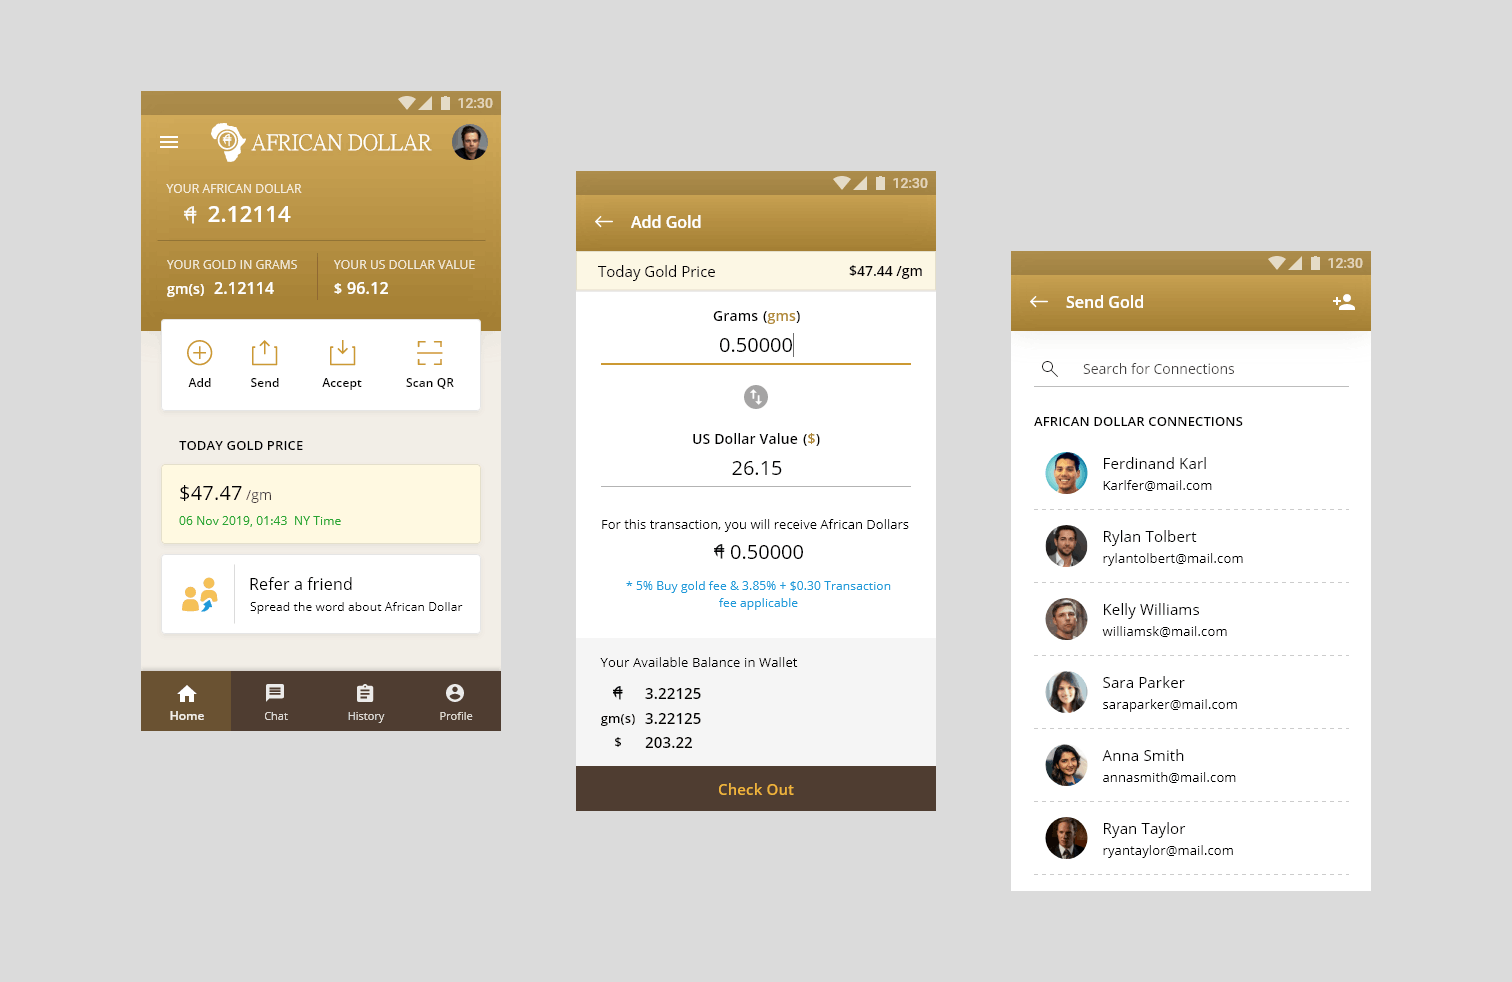 12:30
AFRICAN DOLLAR
YOUR AFRICAN DOLLAR
2.12114
YOUR GOLD IN GRAMS
gm(s) 2.12114
YOUR US DOLLAR VALUE
$ 96.12
Add
Send
Accept
Scan QR
TODAY GOLD PRICE
$47.47 /gm
06 Nov 2019, 01:43 NY Time
Refer a friend
Spread the word about African Dollar
Home
Chat
History
Profile
12:30
Add Gold
Today Gold Price $47.44 /gm
Grams (gms)
0.50000
US Dollar Value ($)
26.15
For this transaction, you will receive African Dollars
0.50000
* 5% Buy gold fee & 3.85% + $0.30 Transaction
fee applicable
Your Available Balance in Wallet
3.22125
gm(s) 3.22125
$ 203.22
Check Out
12:30
Send Gold
Search for Connections
AFRICAN DOLLAR CONNECTIONS
Ferdinand Karl
Karlfer@mail.com
Rylan Tolbert
rylantolbert@mail.com
Kelly Williams
williamsk@mail.com
Sara Parker
saraparker@mail.com
Anna Smith
annasmith@mail.com
Ryan Taylor
ryantaylor@mail.com